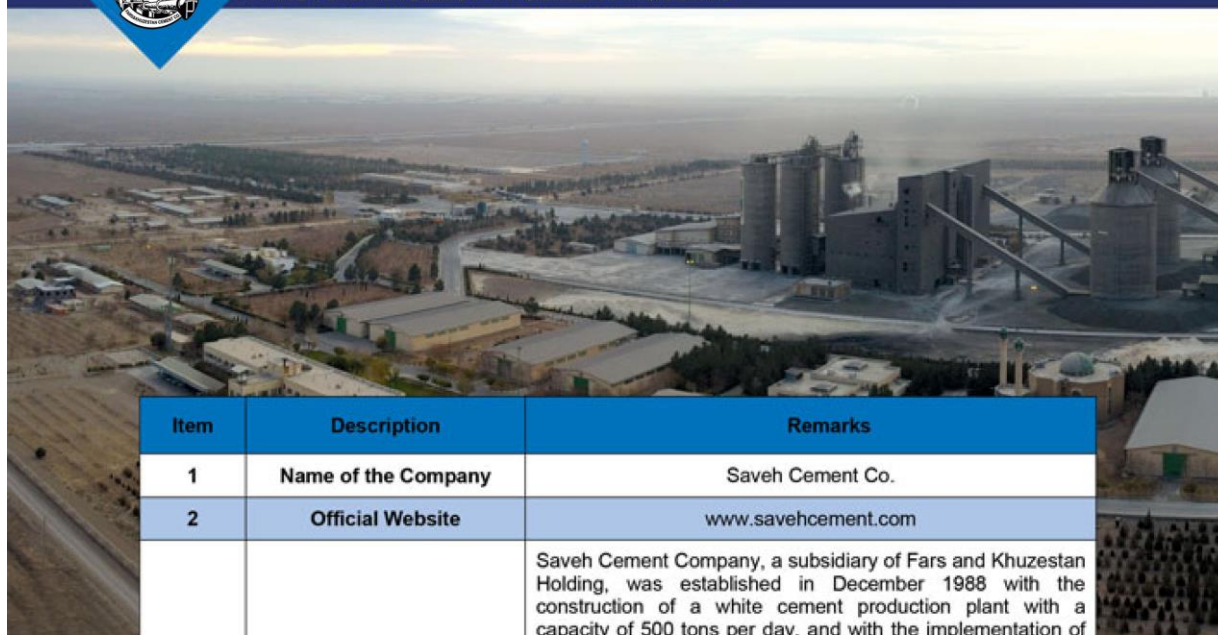 Item Description Remarks
1 Name of the Company Saveh Cement Co.
2 Official Website www.savehcement.com
Saveh Cement Company, a subsidiary of Fars and Khuzestan
Holding, was established in December 1988 with the
construction of a white cement production plant with a
capacity of 500 tons per day, and with the implementation of